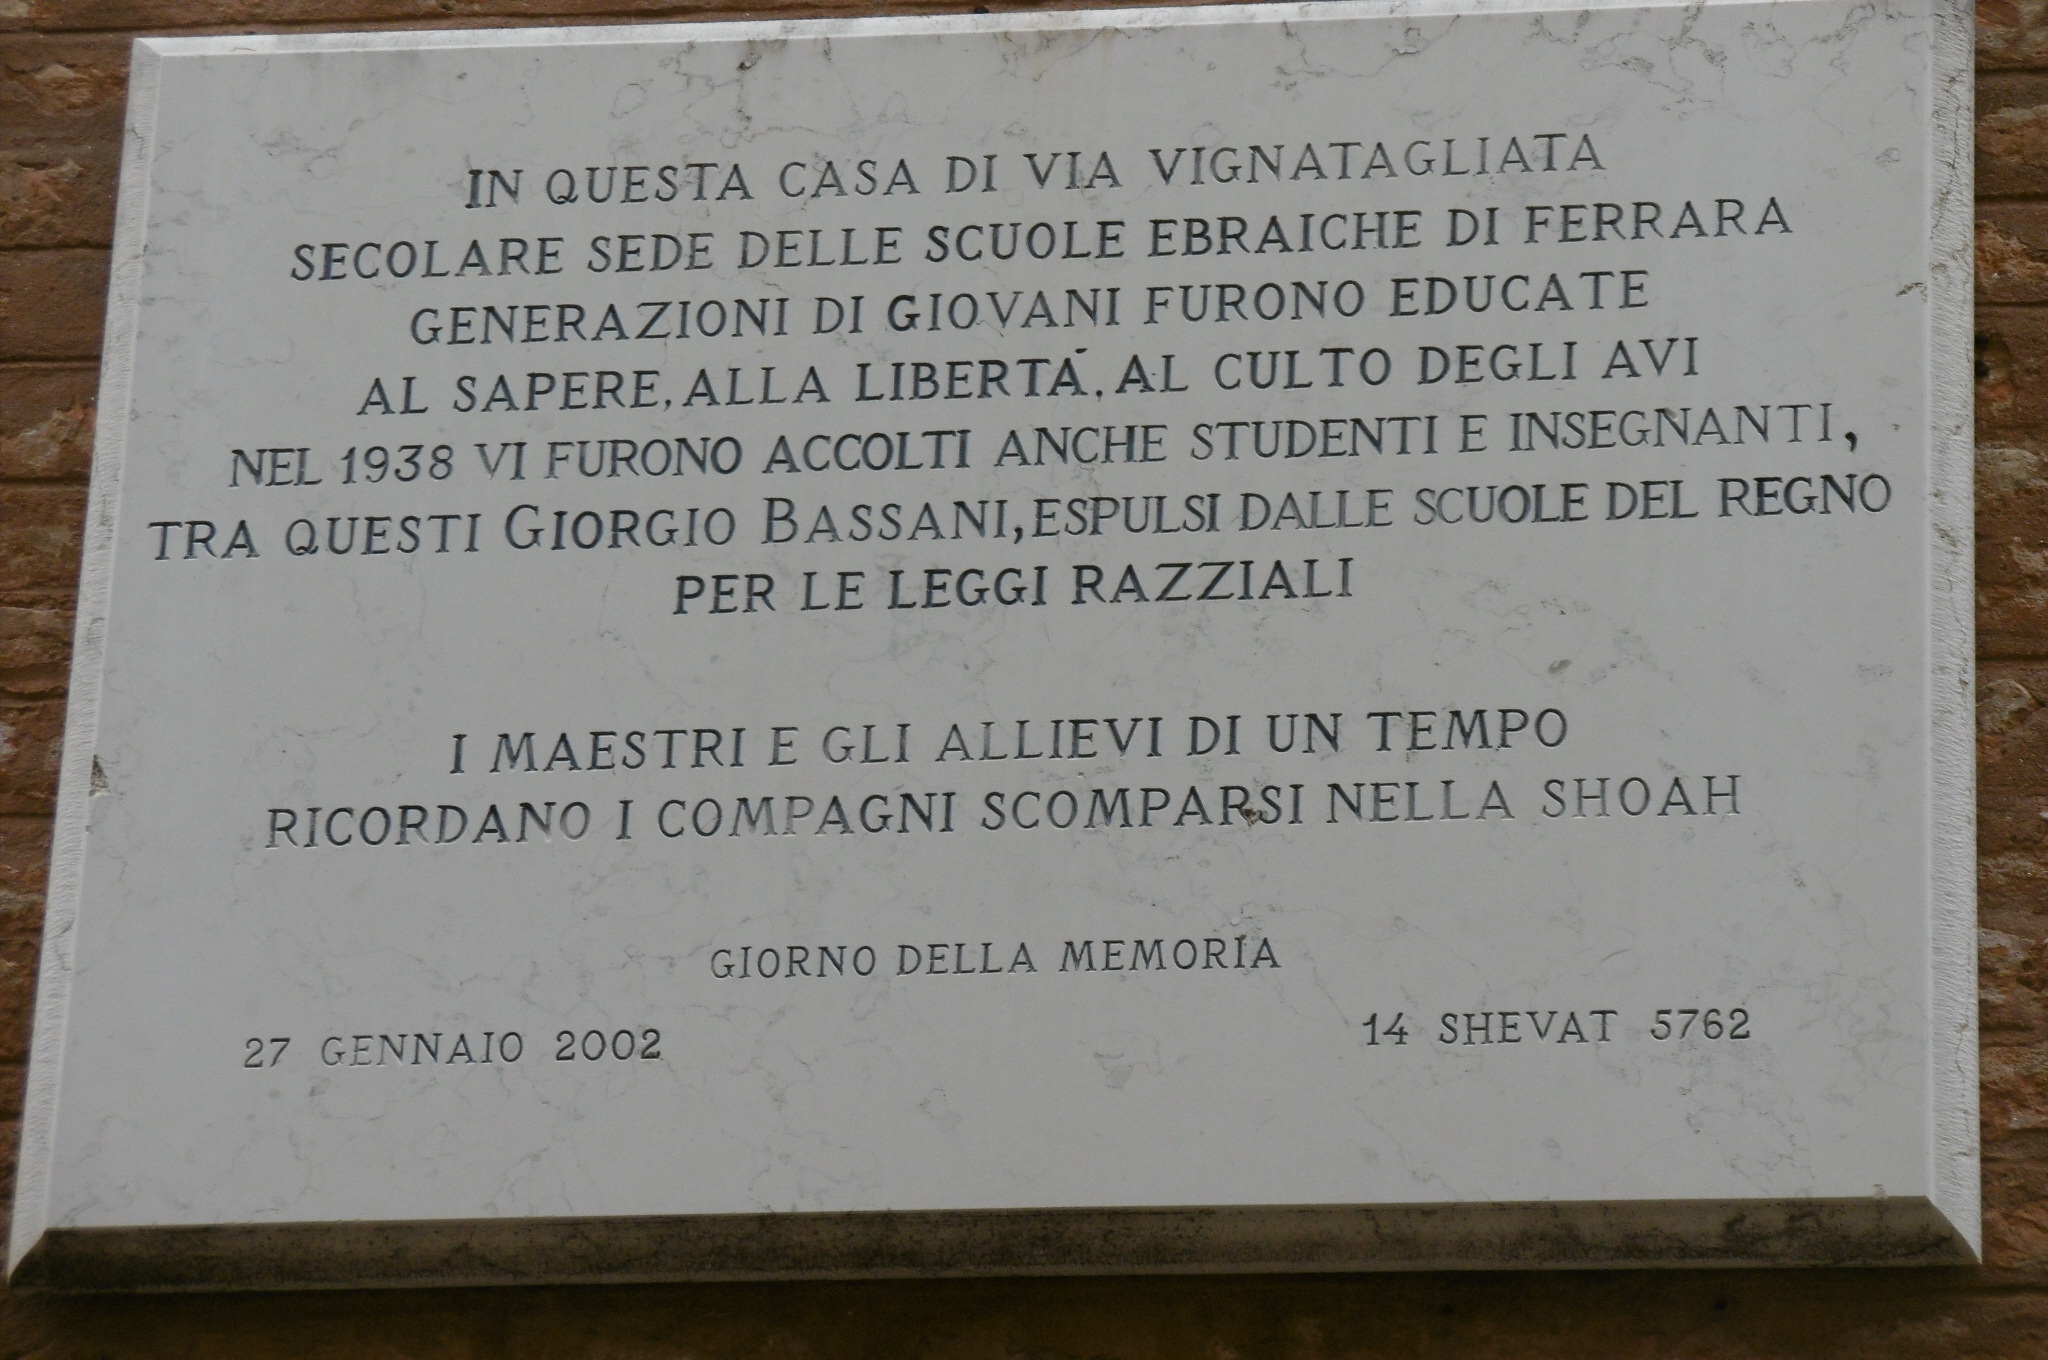 IN QUESTA CASA DI VIA VIGNATAGLIATA
SECOLARE SEDE DELLE SCUOLE EBRAICHE DI FERRARA
GENERAZIONI DI GIOVANI FURONO EDUCATE
AL SAPERE, ALLA LIBERTÀ, AL CULTO DEGLI AVI
NEL 1938 VI FURONO ACCOLTI ANCHE STUDENTI E INSEGNANTI,
TRA QUESTI GIORGIO BASSANI, ESPULSI DALLE SCUOLE DEL REGNO
PER LE LEGGI RAZZIALI
I MAESTRI E GLI ALLIEVI DI UN TEMPO
RICORDANO I COMPAGNI SCOMPARSI NELLA SHOAH
GIORNO DELLA MEMORIA
27 GENNAIO 2002
14 SHEVAT 5762